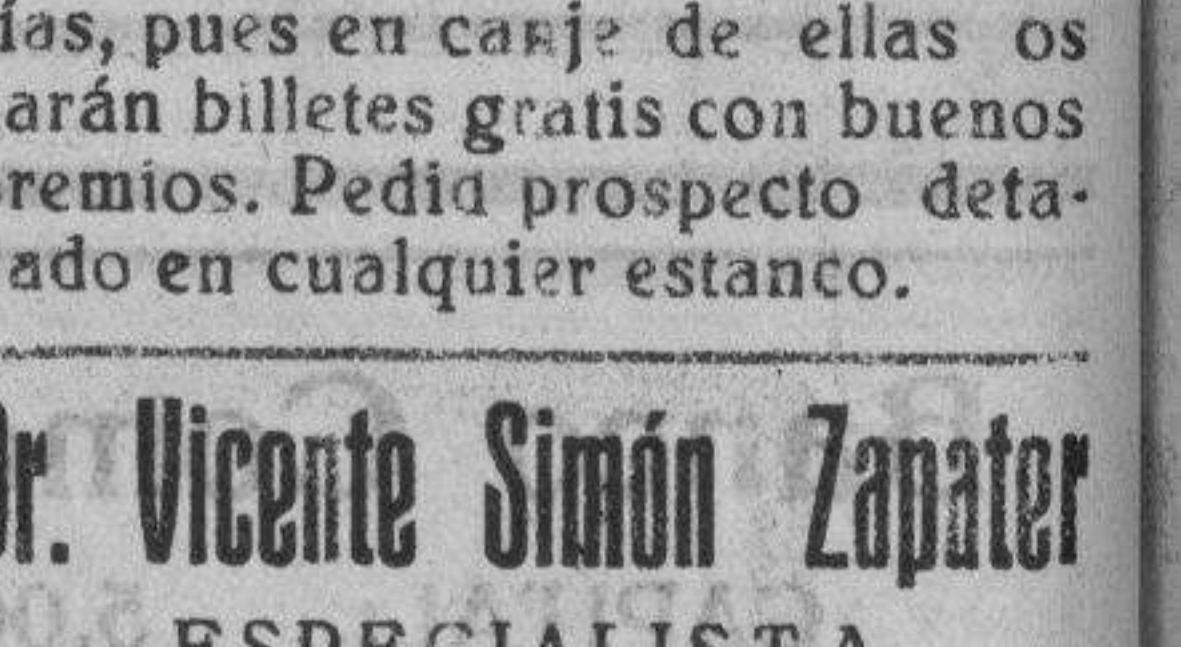 ías, pues en canje de ellas os
arán billetes gratis con buenos
remios. Pedid prospecto deta-
ado en cualquier estanco.
Dr. Vicente Simón Zapater
ESPECIALISTA